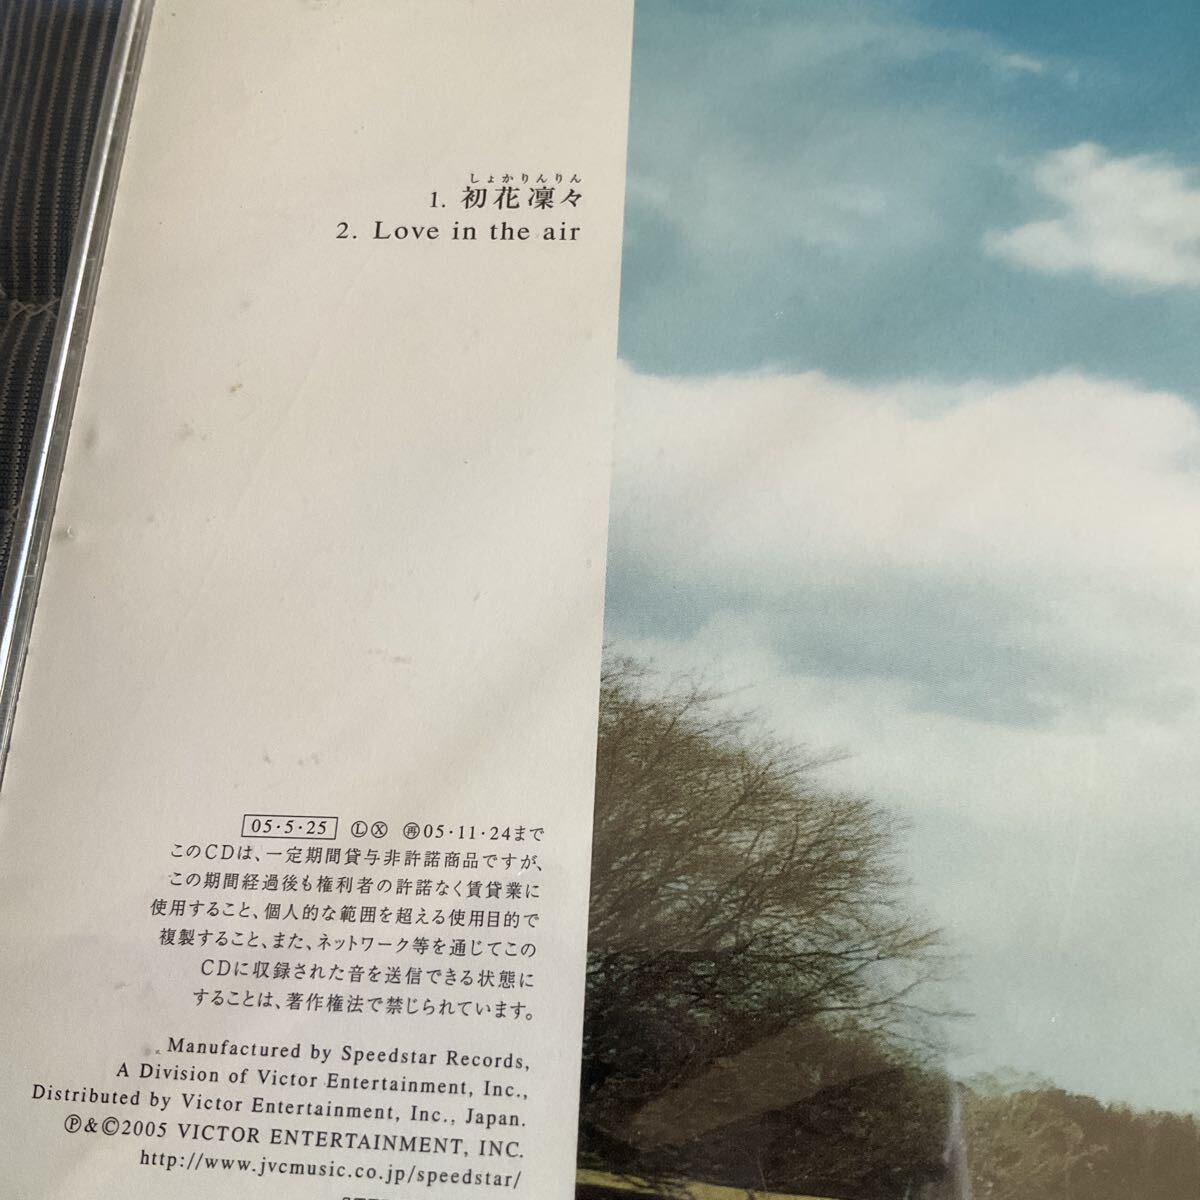 しょかりんりん
1. 初花凜々
2. Love in the air
05・5・25 Ⓛ Ⓧ ㊢05・11・24まで
このCDは、一定期間貸与非許諾商品ですが、
この期間経過後も権利者の許諾なく賃貸業に
使用すること、個人的な範囲を超える使用目的で
複製すること、また、ネットワーク等を通じてこの
CDに収録された音を送信できる状態に
することは、著作権法で禁じられています。
Manufactured by Speedstar Records,
A Division of Victor Entertainment, Inc.,
Distributed by Victor Entertainment, Inc., Japan.
℗&©2005 VICTOR ENTERTAINMENT, INC.
http://www.jvcmusic.co.jp/speedstar/